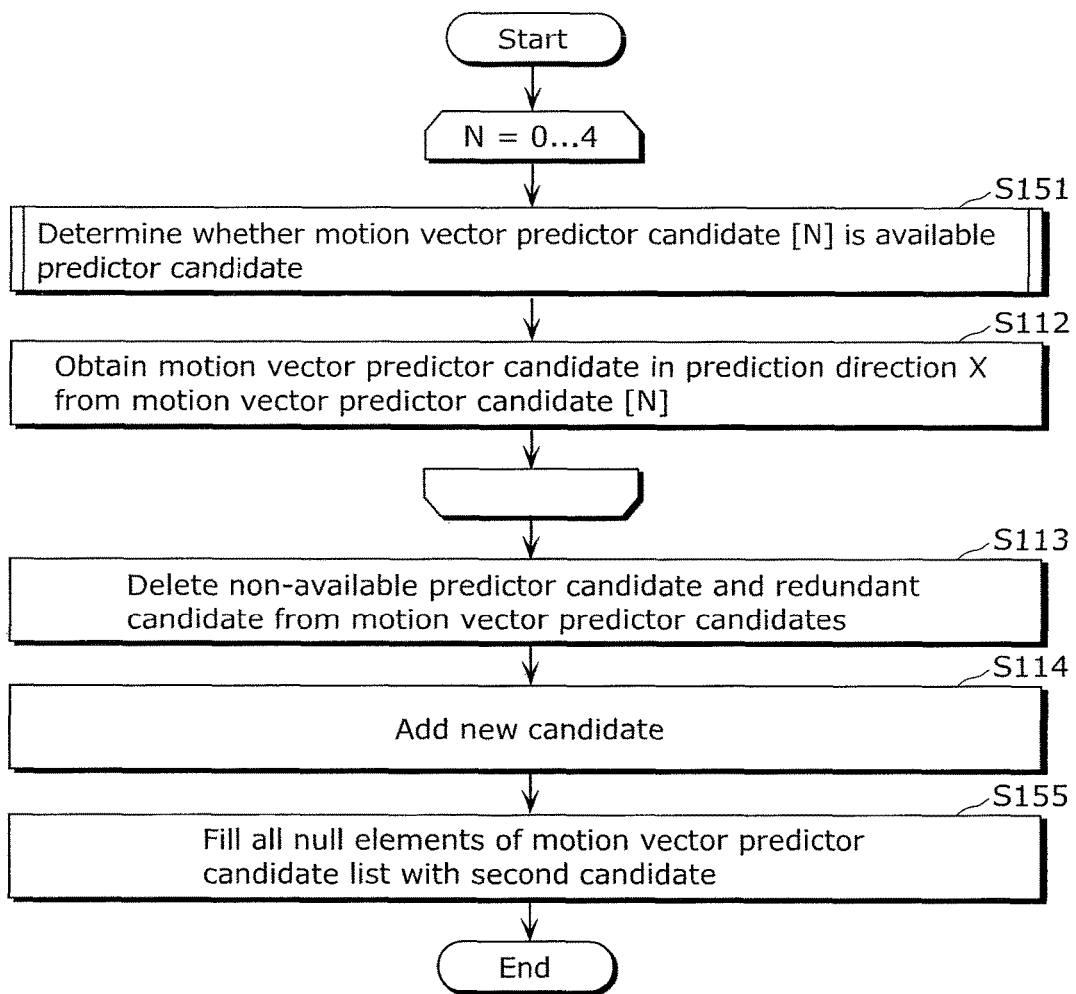 Start
N = 0...4
S151
Determine whether motion vector predictor candidate [N] is available
predictor candidate
S112
Obtain motion vector predictor candidate in prediction direction X
from motion vector predictor candidate [N]
S113
Delete non-available predictor candidate and redundant
candidate from motion vector predictor candidates
S114
Add new candidate
S155
Fill all null elements of motion vector predictor
candidate list with second candidate
End